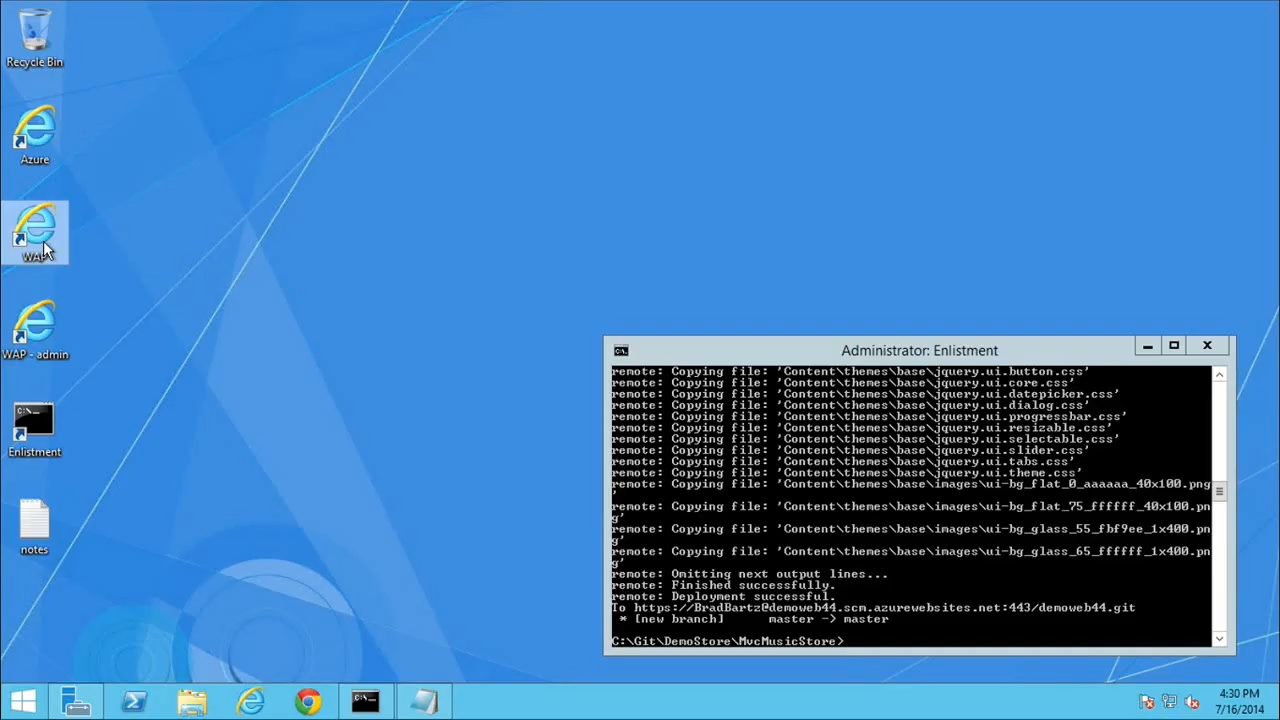 Recycle Bin
Azure
WAP
WAP - admin
Enlistment
notes
Administrator: Enlistment
remote: Copying file: 'Content\themes\base\jquery.ui.button.css'
remote: Copying file: 'Content\themes\base\jquery.ui.core.css'
remote: Copying file: 'Content\themes\base\jquery.ui.datepicker.css'
remote: Copying file: 'Content\themes\base\jquery.ui.dialog.css'
remote: Copying file: 'Content\themes\base\jquery.ui.progressbar.css'
remote: Copying file: 'Content\themes\base\jquery.ui.resizable.css'
remote: Copying file: 'Content\themes\base\jquery.ui.selectable.css'
remote: Copying file: 'Content\themes\base\jquery.ui.slider.css'
remote: Copying file: 'Content\themes\base\jquery.ui.tabs.css'
remote: Copying file: 'Content\themes\base\jquery.ui.theme.css'
remote: Copying file: 'Content\themes\base\images\ui-bg_flat_0_aaaaaa_40x100.png
'
remote: Copying file: 'Content\themes\base\images\ui-bg_flat_75_ffffff_40x100.pn
g'
remote: Copying file: 'Content\themes\base\images\ui-bg_glass_55_fbf9ee_1x400.pn
g'
remote: Copying file: 'Content\themes\base\images\ui-bg_glass_65_ffffff_1x400.pn
g'
remote: Omitting next output lines...
remote: Finished successfully.
remote: Deployment successful.
To https://BradBartz@demoweb44.scm.azurewebsites.net:443/demoweb44.git
 * [new branch]      master -> master
C:\Git\DemoStore\MvcMusicStore>
4:30 PM
7/16/2014